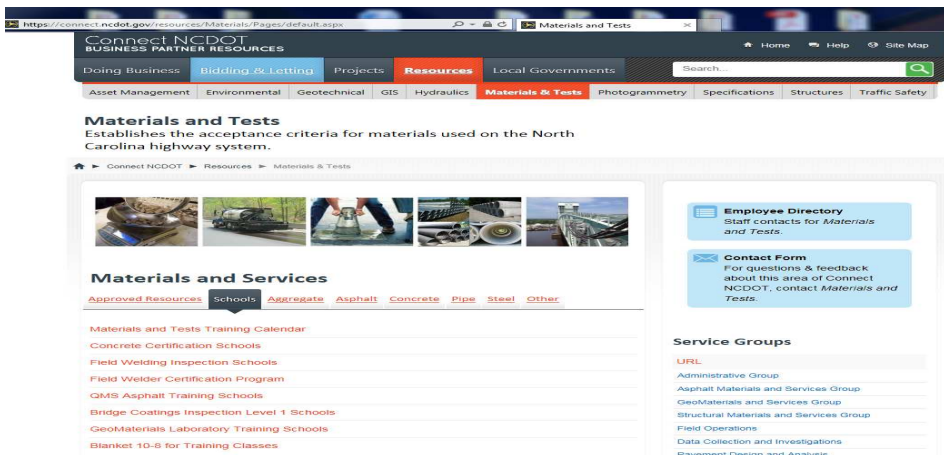 https://connect.ncdot.gov/resources/Materials/Pages/default.aspx
Materials and Tests
Connect NCDOT
BUSINESS PARTNER RESOURCES
Home Help Site Map
Doing Business Bidding & Letting Projects Resources Local Governments Search...
Asset Management Environmental Geotechnical GIS Hydraulics Materials & Tests Photogrammetry Specifications Structures Traffic Safety
Materials and Tests
Establishes the acceptance criteria for materials used on the North
Carolina highway system.
Connect NCDOT ► Resources ► Materials & Tests
Materials and Services
Approved Resources Schools Aggregate Asphalt Concrete Pipe Steel Other
Materials and Tests Training Calendar
Concrete Certification Schools
Field Welding Inspection Schools
Field Welder Certification Program
QMS Asphalt Training Schools
Bridge Coatings Inspection Level 1 Schools
GeoMaterials Laboratory Training Schools
Blanket 10-8 for Training Classes
Employee Directory
Staff contacts for Materials
and Tests.
Contact Form
For questions & feedback
about this area of Connect
NCDOT, contact Materials and
Tests.
Service Groups
URL
Administrative Group
Asphalt Materials and Services Group
GeoMaterials and Services Group
Structural Materials and Services Group
Field Operations
Data Collection and Investigations
Pavement Design and Analysis